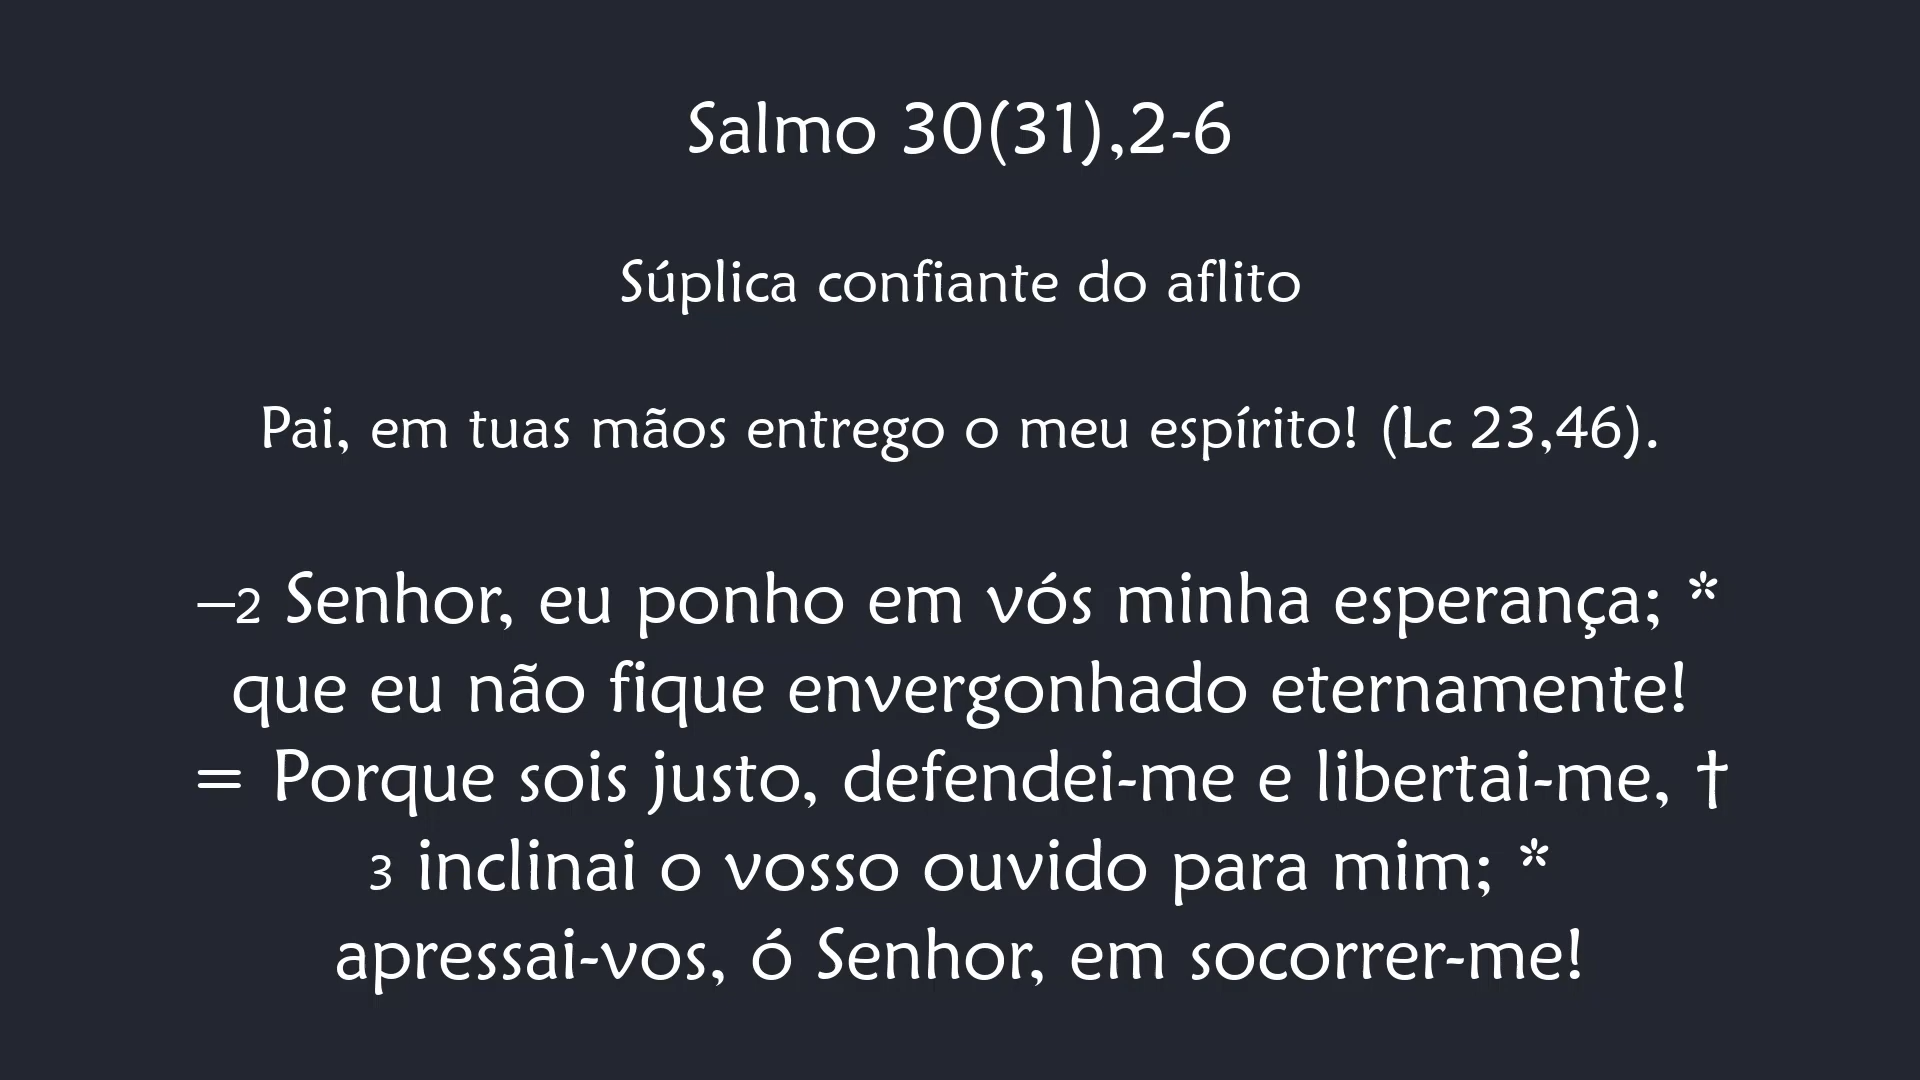 Salmo 30(31),2-6
Súplica confiante do aflito
Pai, em tuas mãos entrego o meu espírito! (Lc 23,46).
–2 Senhor, eu ponho em vós minha esperança; *
que eu não fique envergonhado eternamente!
= Porque sois justo, defendei-me e libertai-me, †
3 inclinai o vosso ouvido para mim; *
apressai-vos, ó Senhor, em socorrer-me!